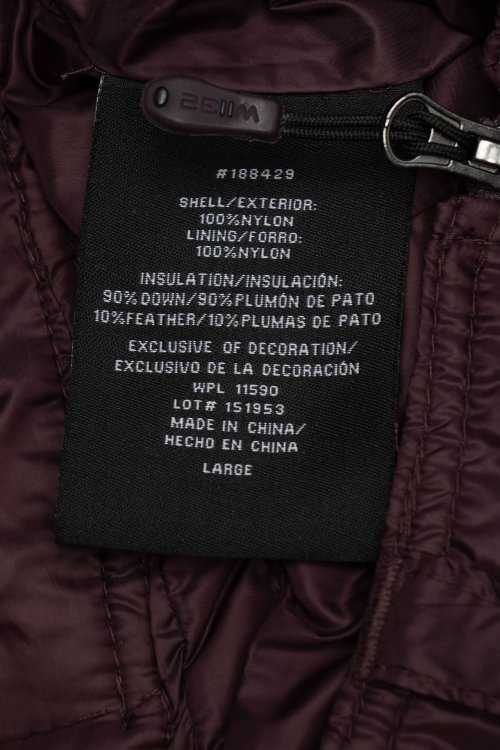 #188429
SHELL/EXTERIOR:
100%NYLON
LINING/FORRO:
100%NYLON
INSULATION/INSULACIÓN:
90%DOWN/90%PLUMÓN DE PATO
10%FEATHER/10%PLUMAS DE PATO
EXCLUSIVE OF DECORATION/
EXCLUSIVO DE LA DECORACIÓN
WPL 11590
LOT# 151953
MADE IN CHINA/
HECHO EN CHINA
LARGE